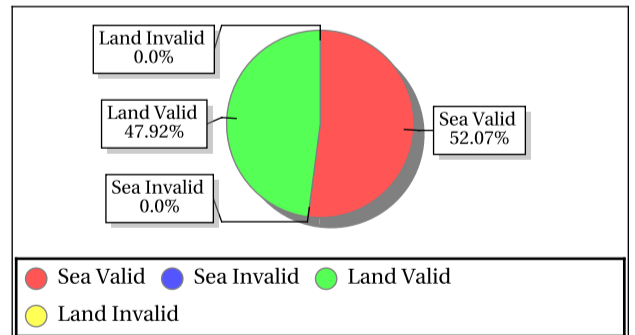 Land Invalid
0.0%
Land Valid
47.92%
Sea Valid
52.07%
Sea Invalid
0.0%
Sea Valid Sea Invalid Land Valid
Land Invalid